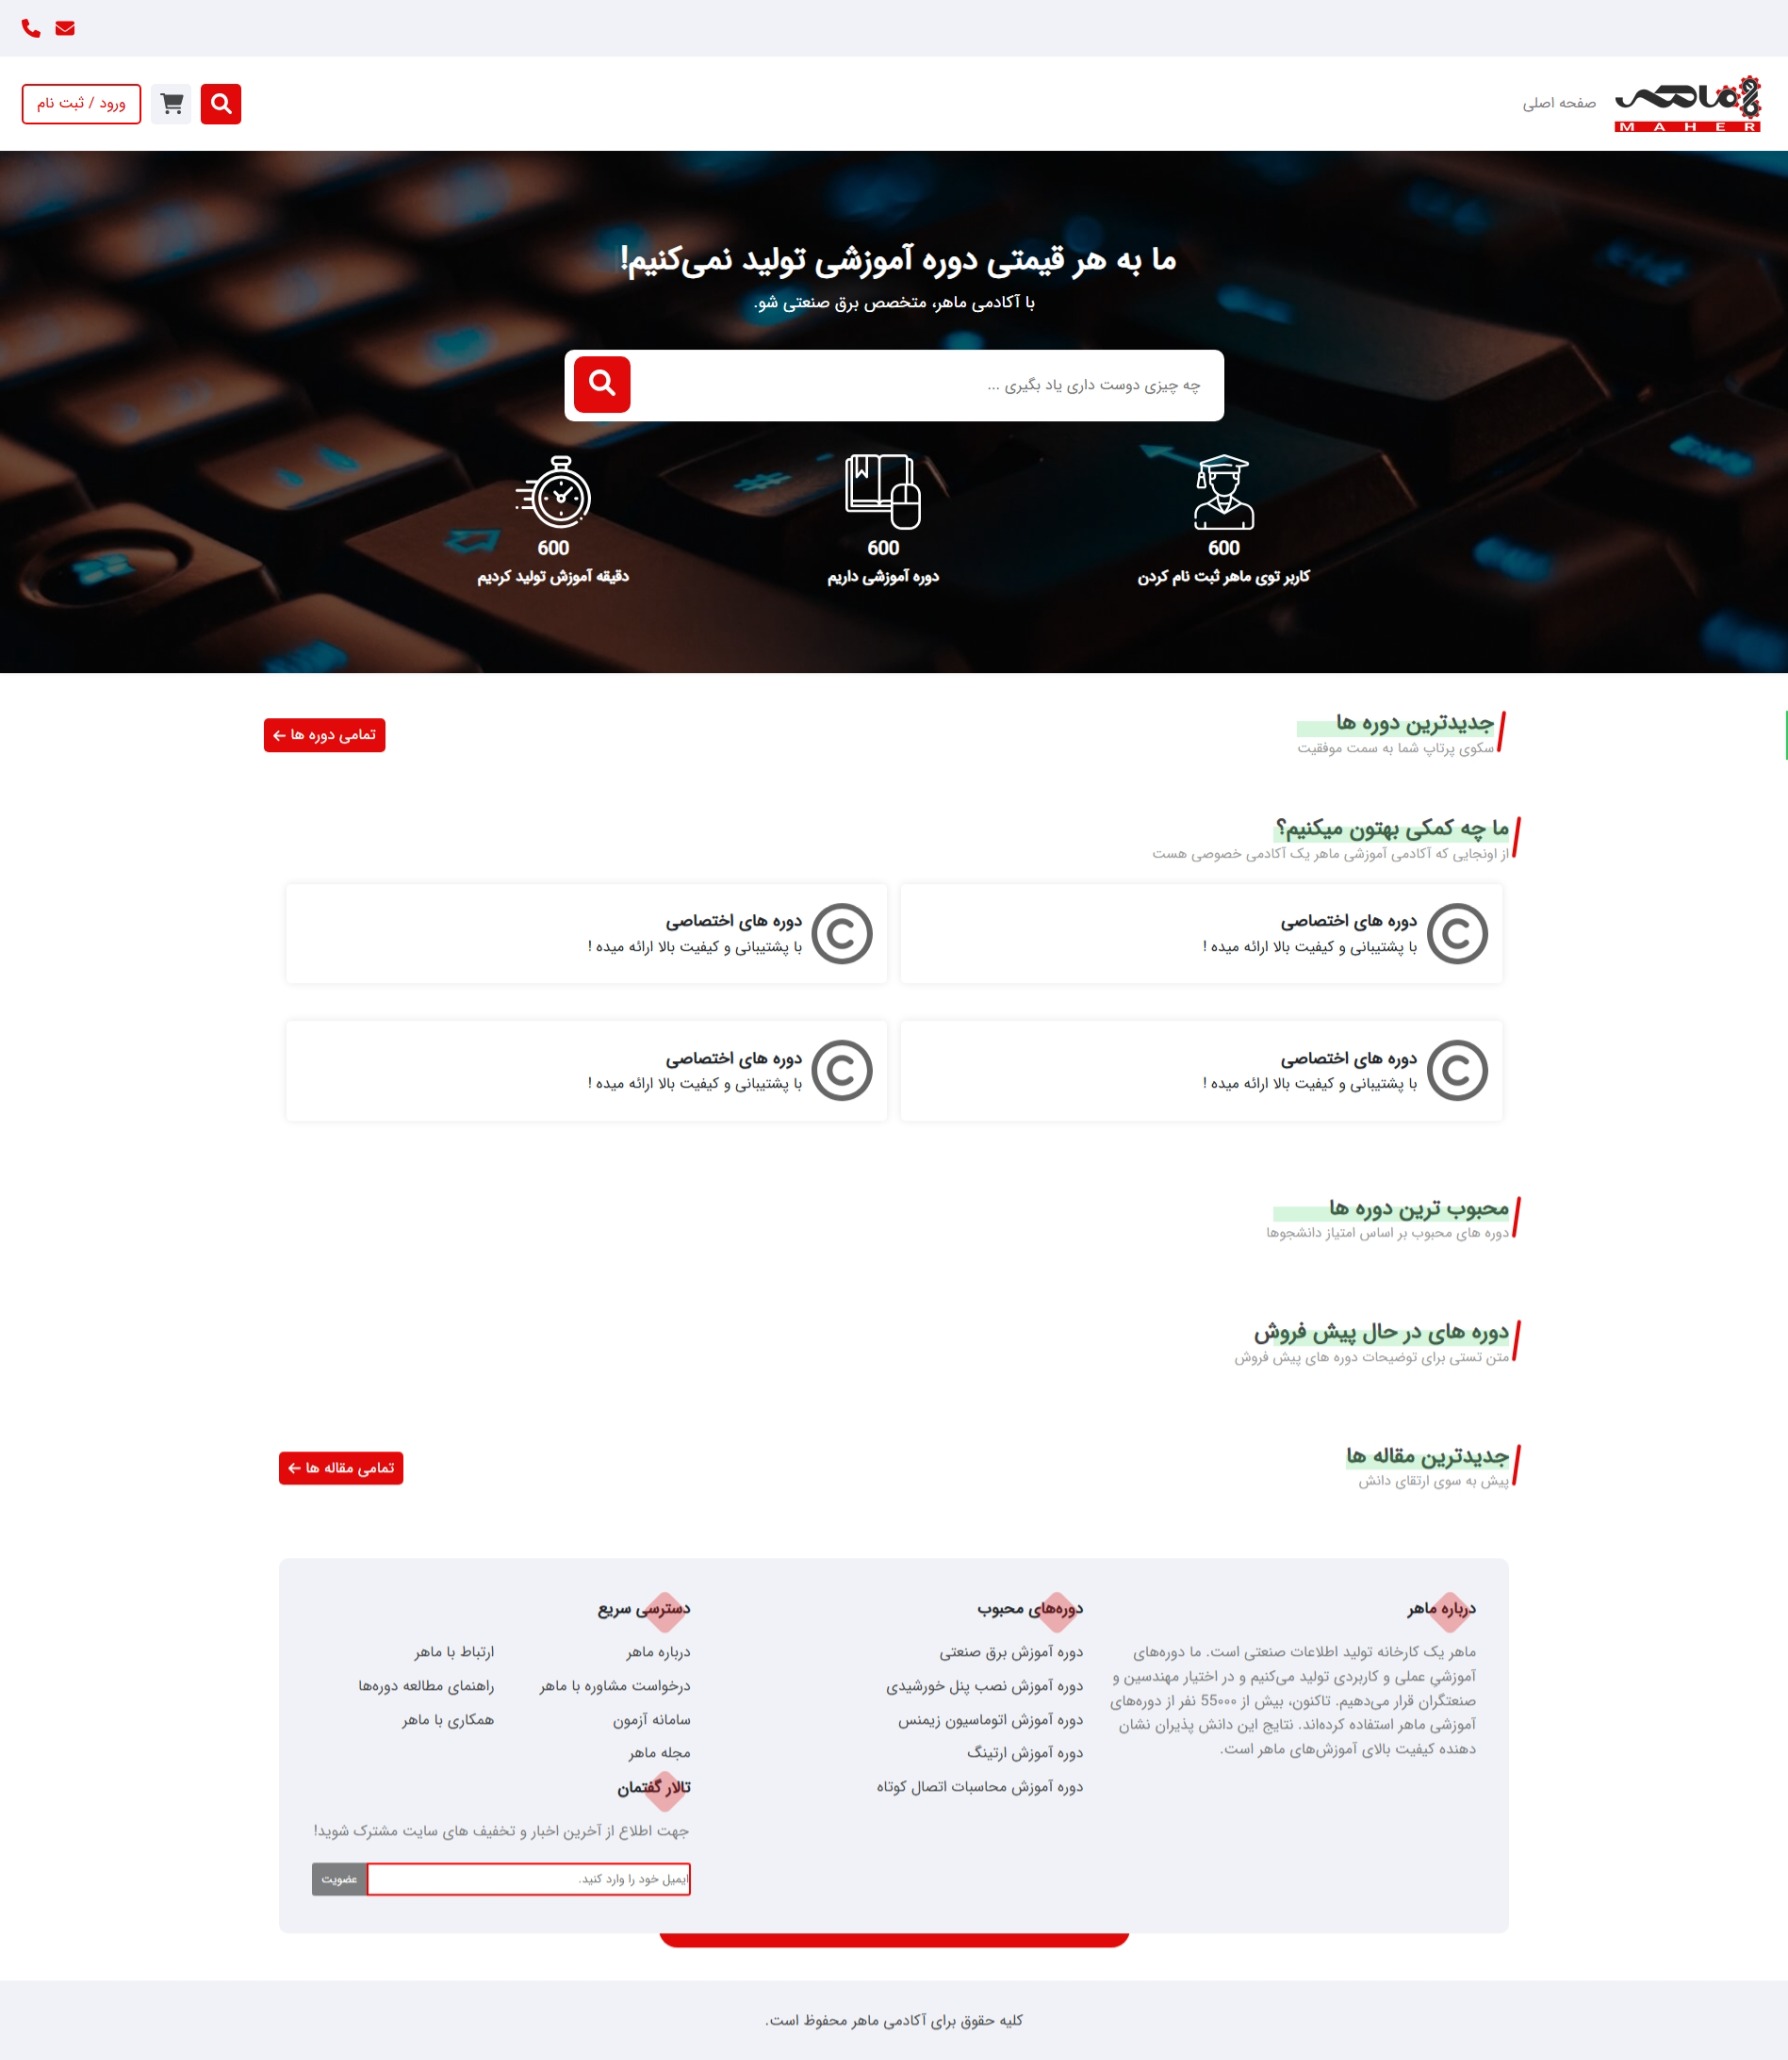 ماهر
MAHER
صفحه اصلی
ورود / ثبت نام
ما به هر قیمتی دوره آموزشی تولید نمی‌کنیم!
با آکادمی ماهر، متخصص برق صنعتی شو.
چه چیزی دوست داری یاد بگیری ...
600
کاربر توی ماهر ثبت نام کردن
600
دوره آموزشی داریم
600
دقیقه آموزش تولید کردیم
جدیدترین دوره ها
سکوی پرتاپ شما به سمت موفقیت
تمامی دوره ها
ما چه کمکی بهتون میکنیم؟
از اونجایی که آکادمی آموزشی ماهر یک آکادمی خصوصی هست
دوره های اختصاصی
با پشتیبانی و کیفیت بالا ارائه میده !
دوره های اختصاصی
با پشتیبانی و کیفیت بالا ارائه میده !
دوره های اختصاصی
با پشتیبانی و کیفیت بالا ارائه میده !
دوره های اختصاصی
با پشتیبانی و کیفیت بالا ارائه میده !
محبوب ترین دوره ها
دوره های محبوب بر اساس امتیاز دانشجوها
دوره های در حال پیش فروش
متن تستی برای توضیحات دوره های پیش فروش
جدیدترین مقاله ها
پیش به سوی ارتقای دانش
تمامی مقاله ها
درباره ماهر
ماهر یک کارخانه تولید اطلاعات صنعتی است. ما دوره‌های
آموزشیِ عملی و کاربردی تولید می‌کنیم و در اختیار مهندسین و
صنعتگران قرار می‌دهیم. تاکنون، بیش از 55۰۰۰ نفر از دوره‌های
آموزشی ماهر استفاده کرده‌اند. نتایج این دانش پذیران نشان
دهنده کیفیت بالای آموزش‌های ماهر است.
دوره‌های محبوب
دوره آموزش برق صنعتی
دوره آموزش نصب پنل خورشیدی
دوره آموزش اتوماسیون زیمنس
دوره آموزش ارتینگ
دوره آموزش محاسبات اتصال کوتاه
دسترسی سریع
درباره ماهر
ارتباط با ماهر
درخواست مشاوره با ماهر
راهنمای مطالعه دوره‌ها
سامانه آزمون
همکاری با ماهر
مجله ماهر
تالار گفتمان
جهت اطلاع از آخرین اخبار و تخفیف های سایت مشترک شوید!
ایمیل خود را وارد کنید.
عضویت
کلیه حقوق برای آکادمی ماهر محفوظ است.